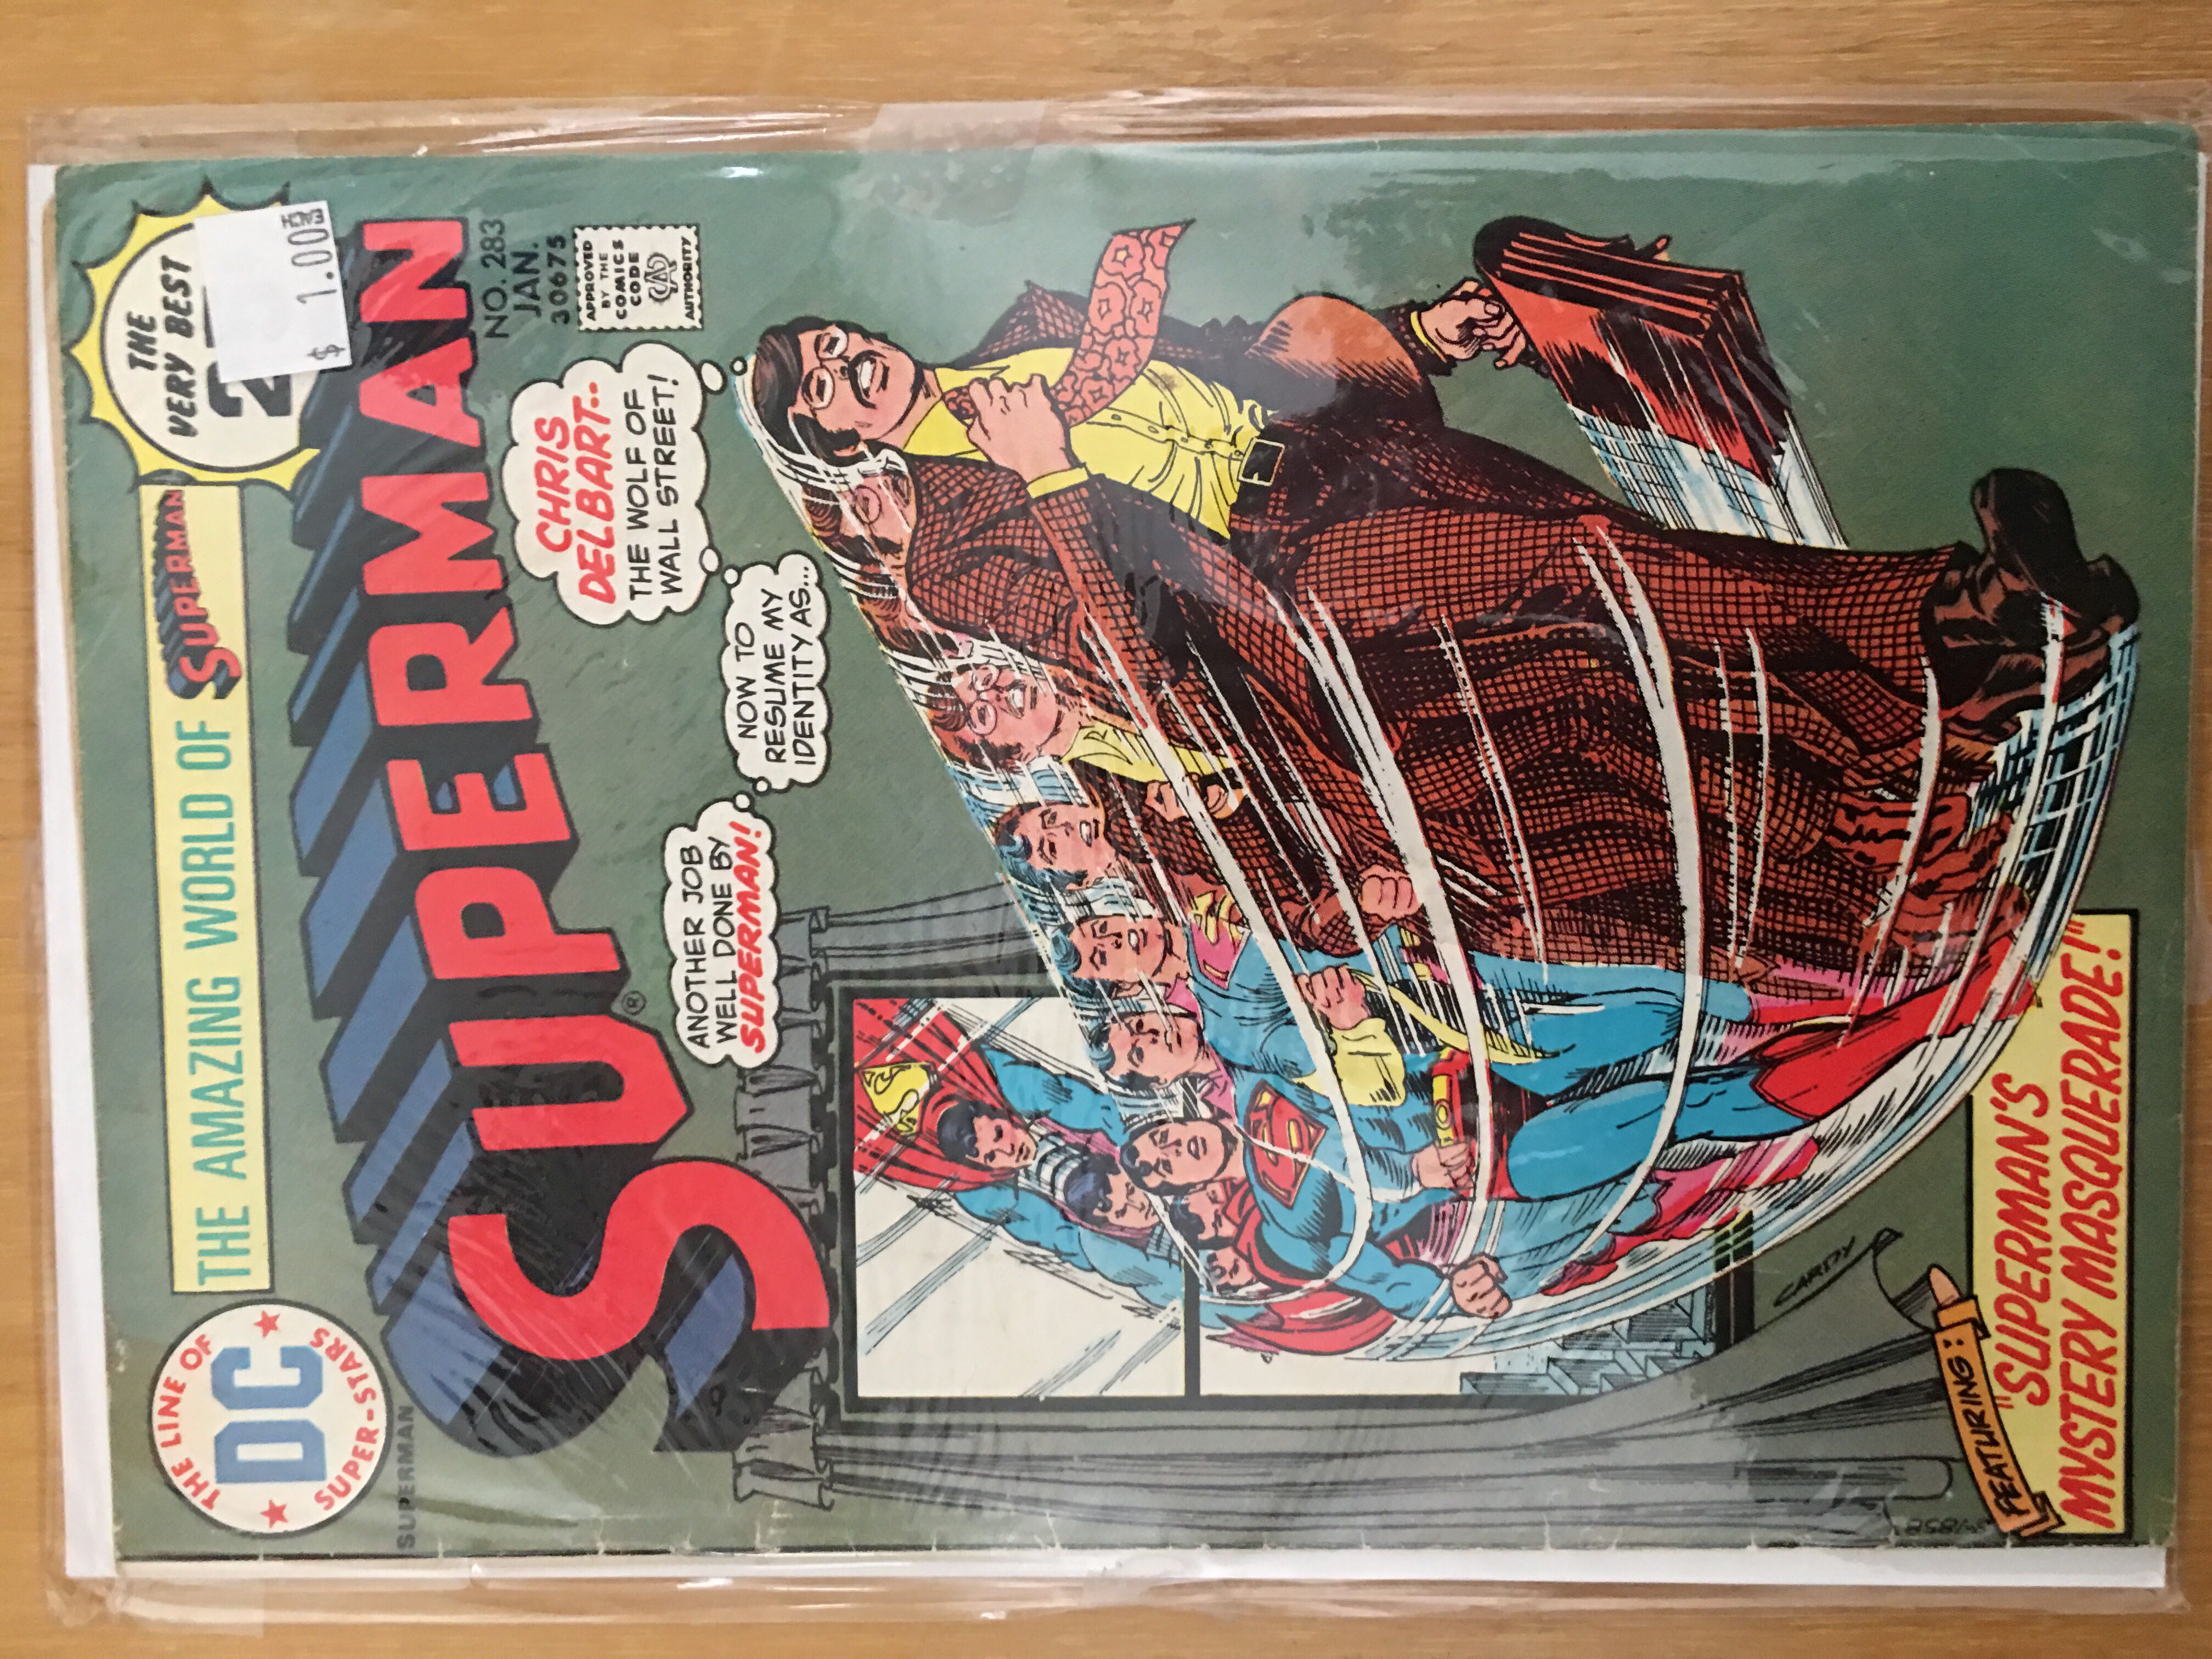 THE LINE OF
DC
SUPER-STARS
THE AMAZING WORLD OF SUPERMAN
THE
VERY BEST
$ 1.00
SUPERMAN
SUPERMAN
®
NO. 283
JAN.
30675
APPROVED
BY THE
COMICS
CODE
CA
AUTHORITY
ANOTHER JOB
WELL DONE BY
SUPERMAN!
NOW TO
RESUME MY
IDENTITY AS...
CHRIS
DELBART..
THE WOLF OF
WALL STREET!
CARDY
FEATURING:
"SUPERMAN'S
MYSTERY MASQUERADE!"